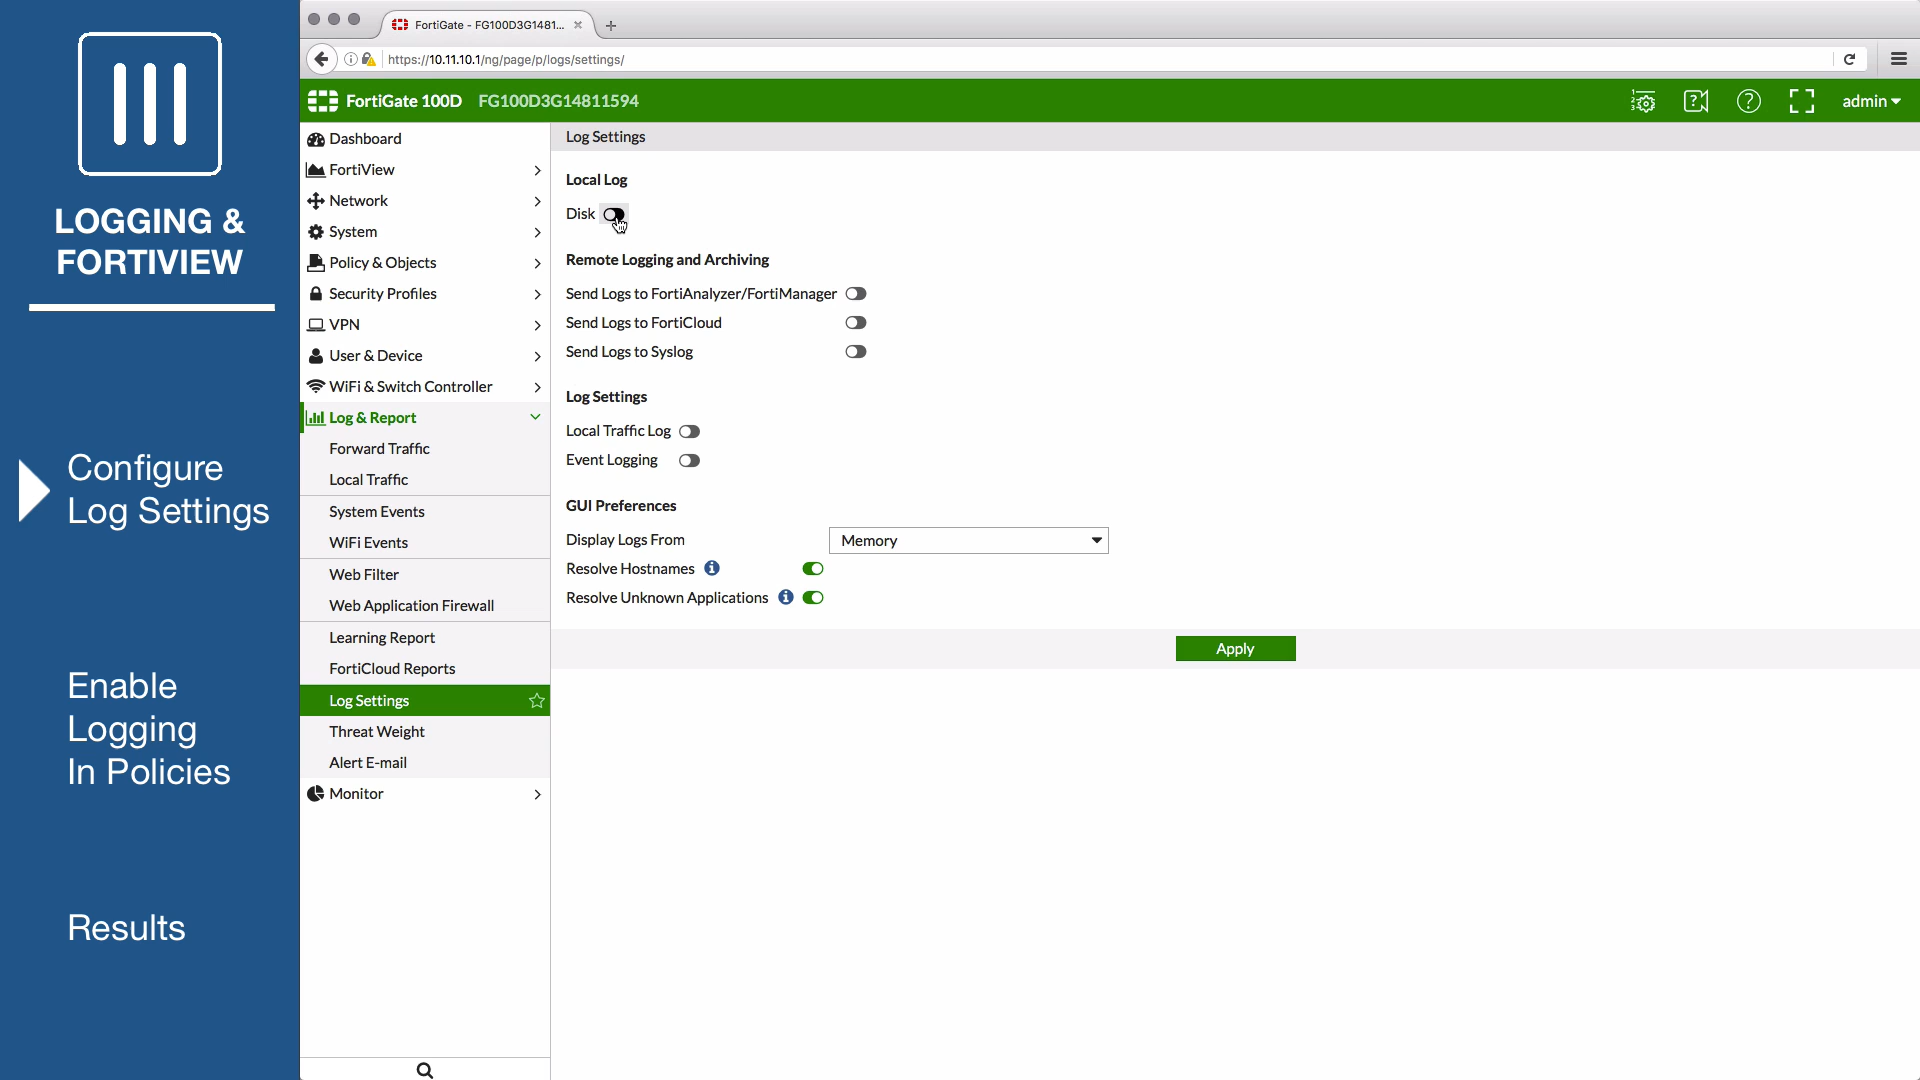 LOGGING &
FORTIVIEW
Configure
Log Settings
Enable
Logging
In Policies
Results
FortiGate - FG100D3G1481...
https://10.11.10.1/ng/page/p/logs/settings/
FortiGate 100D FG100D3G14811594
admin
Dashboard
FortiView
Network
System
Policy & Objects
Security Profiles
VPN
User & Device
WiFi & Switch Controller
Log & Report
Forward Traffic
Local Traffic
System Events
WiFi Events
Web Filter
Web Application Firewall
Learning Report
FortiCloud Reports
Log Settings
Threat Weight
Alert E-mail
Monitor
Log Settings
Local Log
Disk
Remote Logging and Archiving
Send Logs to FortiAnalyzer/FortiManager
Send Logs to FortiCloud
Send Logs to Syslog
Log Settings
Local Traffic Log
Event Logging
GUI Preferences
Display Logs From Memory
Resolve Hostnames
Resolve Unknown Applications
Apply